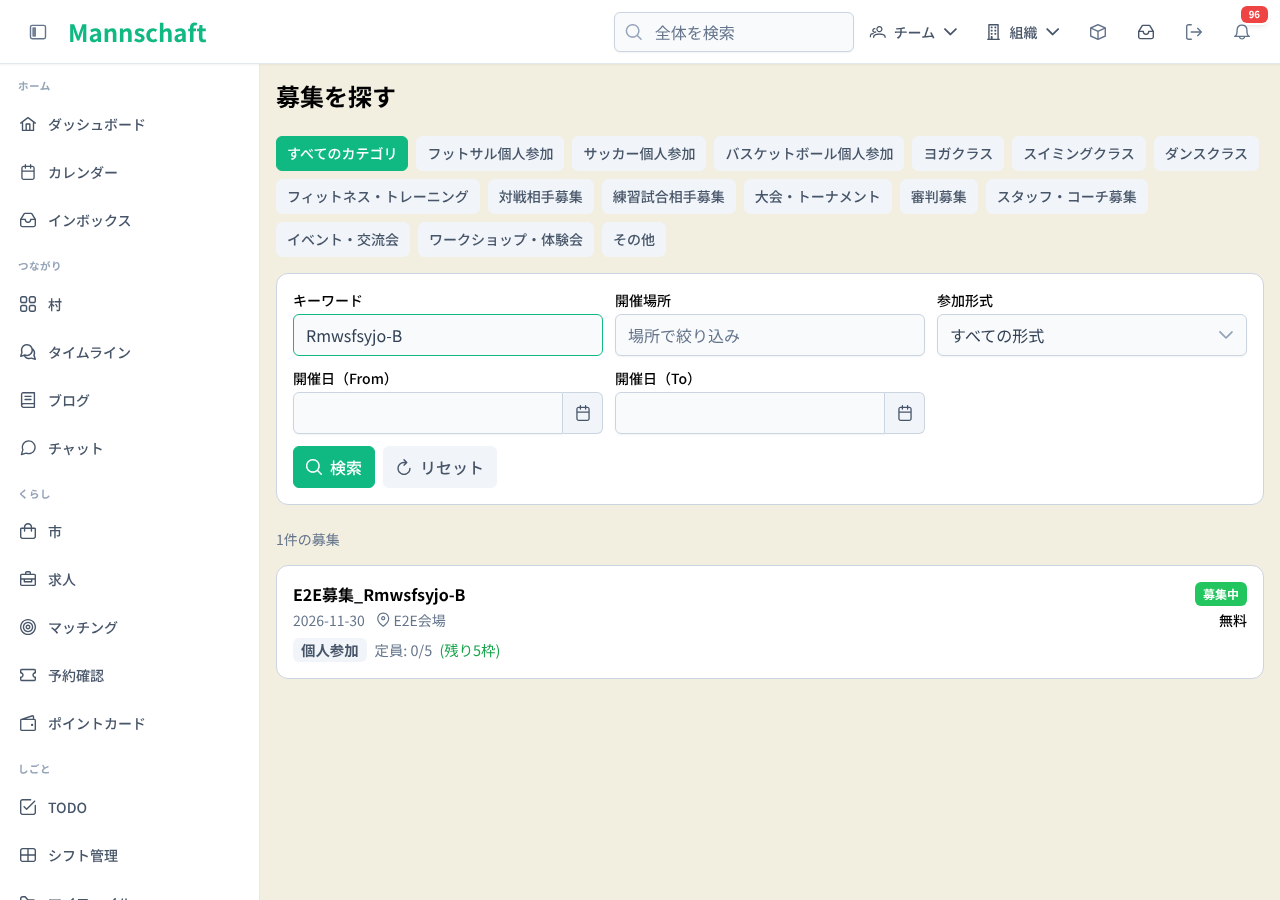 Mannschaft
全体を検索
チーム
組織
96
ホーム
ダッシュボード
カレンダー
インボックス
つながり
村
タイムライン
ブログ
チャット
くらし
市
求人
マッチング
予約確認
ポイントカード
しごと
TODO
シフト管理
募集を探す
すべてのカテゴリ
フットサル個人参加
サッカー個人参加
バスケットボール個人参加
ヨガクラス
スイミングクラス
ダンスクラス
フィットネス・トレーニング
対戦相手募集
練習試合相手募集
大会・トーナメント
審判募集
スタッフ・コーチ募集
イベント・交流会
ワークショップ・体験会
その他
キーワード
Rmwsfsyjo-B
開催場所
場所で絞り込み
参加形式
すべての形式
開催日（From）
開催日（To）
検索
リセット
1件の募集
E2E募集_Rmwsfsyjo-B
募集中
2026-11-30
E2E会場
無料
個人参加
定員: 0/5
(残り5枠)